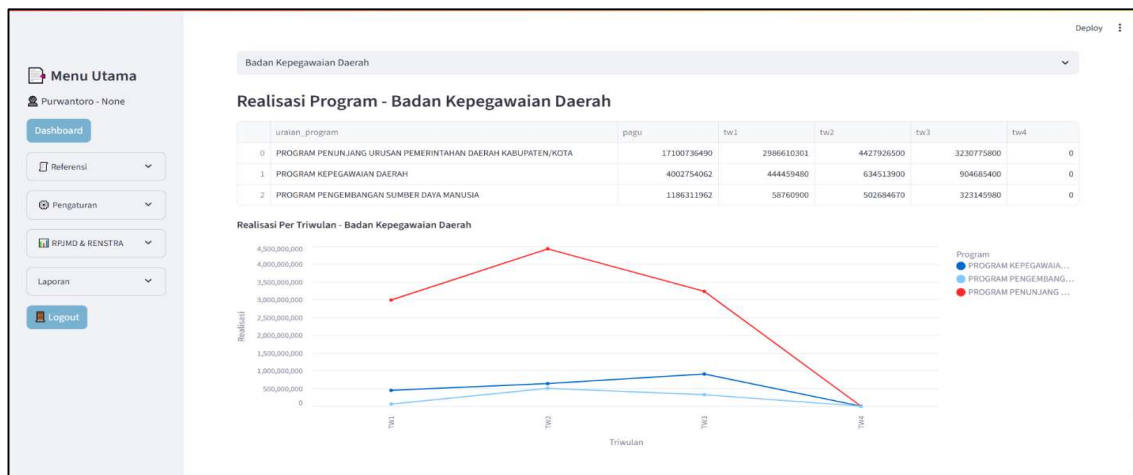 Deploy
Menu Utama
Purwantoro - None
Dashboard
Referensi
Pengaturan
RPJMD & RENSTRA
Laporan
Logout
Badan Kepegawaian Daerah
Realisasi Program - Badan Kepegawaian Daerah
uraian_program pagu tw1 tw2 tw3 tw4
0 PROGRAM PENUNJANG URUSAN PEMERINTAHAN DAERAH KABUPATEN/KOTA 17100736490 2986610301 4427926500 3230775800 0
1 PROGRAM KEPEGAWAIAN DAERAH 4002754062 444459480 634513900 904685400 0
2 PROGRAM PENGEMBANGAN SUMBER DAYA MANUSIA 1186311962 58760900 502684670 323145980 0
Realisasi Per Triwulan - Badan Kepegawaian Daerah
4,500,000,000
4,000,000,000
3,500,000,000
3,000,000,000
2,500,000,000
2,000,000,000
1,500,000,000
1,000,000,000
500,000,000
0
Realisasi
TW1
TW2
TW3
TW4
Triwulan
Program
PROGRAM KEPEGAWAIA...
PROGRAM PENGEMBANG...
PROGRAM PENUNJANG ...